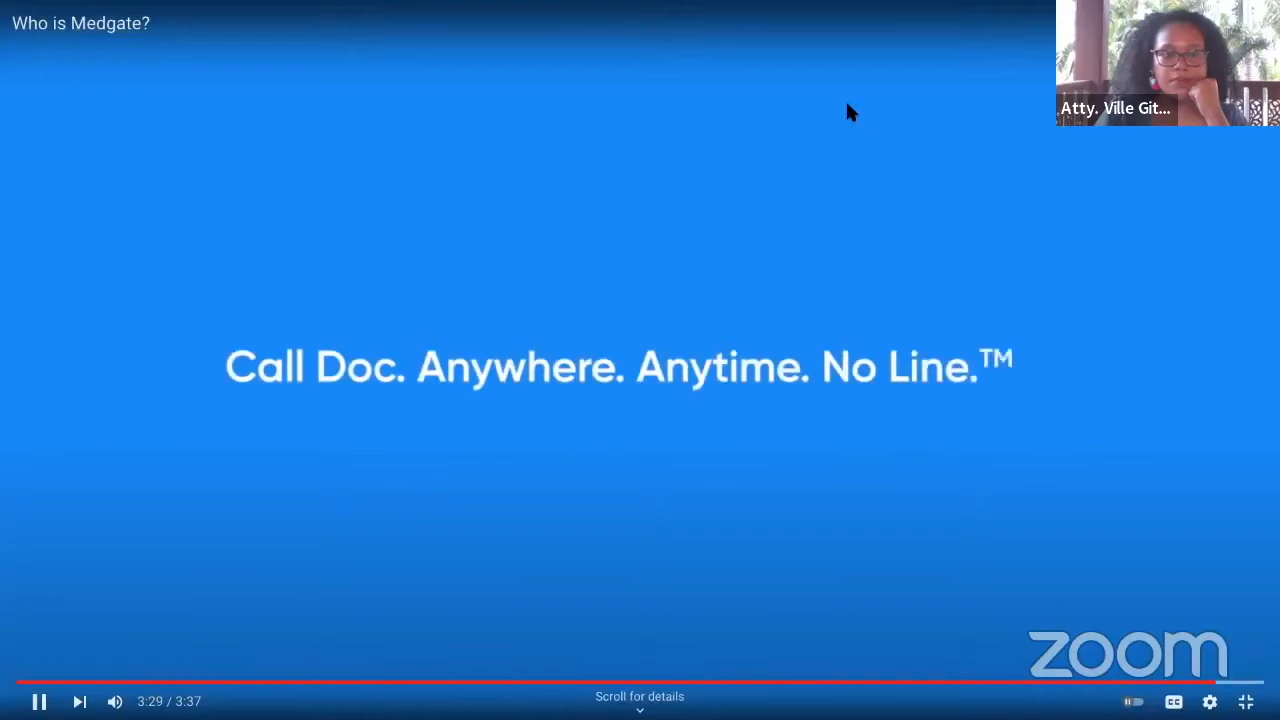 Who is Medgate?
Atty. Ville Git...
Call Doc. Anywhere. Anytime. No Line.™
zoom
3:29 / 3:37
Scroll for details
CC